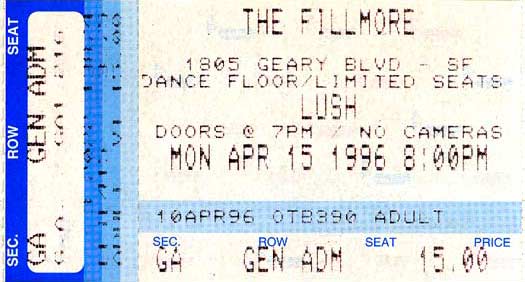 THE FILLMORE
1805 GEARY BLVD - SF
DANCE FLOOR/LIMITED SEATS
LUSH
DOORS @ 7PM / NO CAMERAS
MON APR 15 1996 8:00PM
10APR96 OTB390 ADULT
SEC. ROW SEAT PRICE
GA GEN ADM 15.00
SEC. ROW SEAT
GA GEN ADM